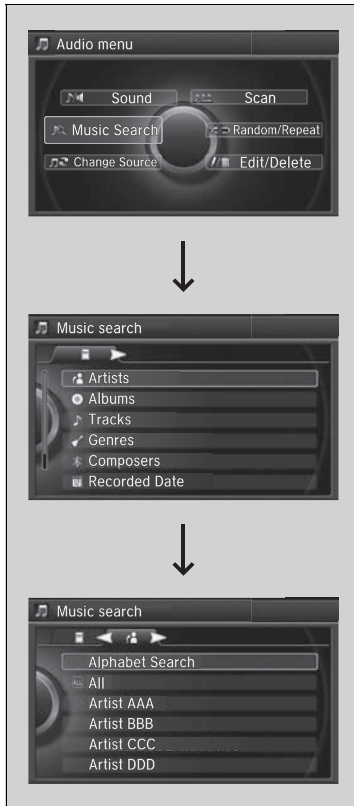 Audio menu
Sound
Scan
Music Search
Random/Repeat
Change Source
Edit/Delete
Music search
Artists
Albums
Tracks
Genres
Composers
Recorded Date
Music search
Alphabet Search
ALL All
Artist AAA
Artist BBB
Artist CCC
Artist DDD